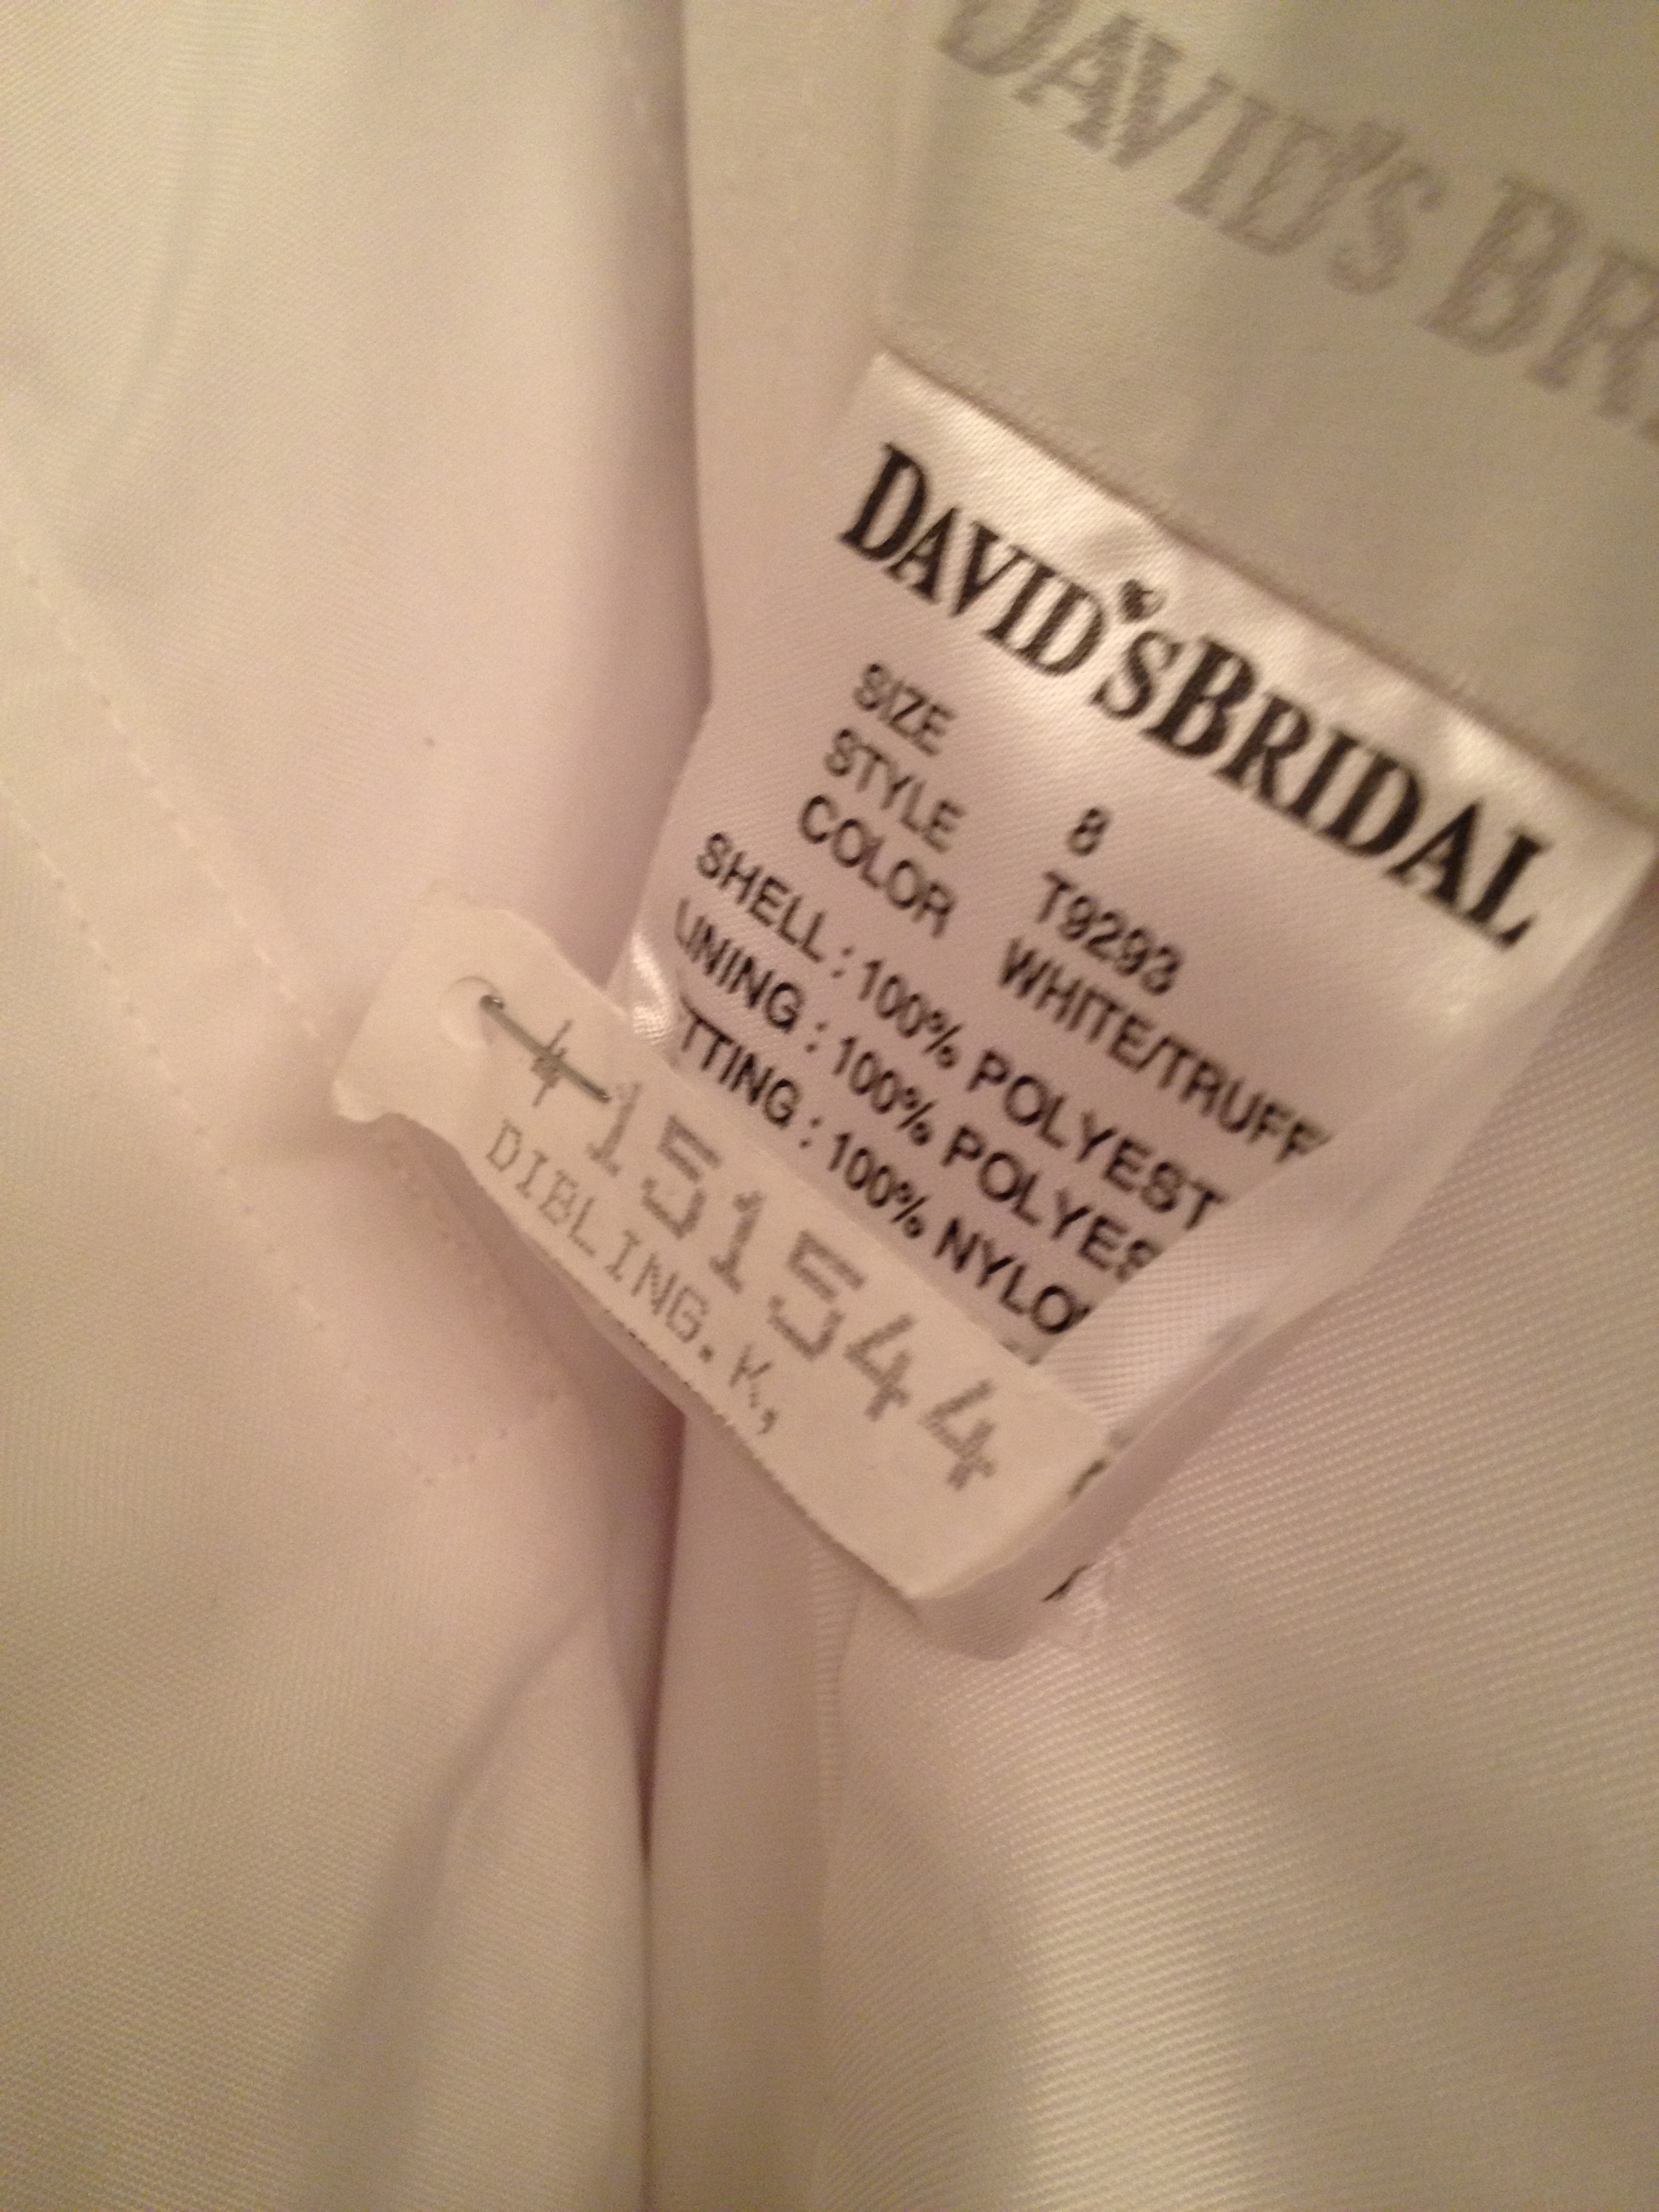 DAVID'S BR
DAVID'S BRIDAL
SIZE 8
STYLE T9293
COLOR WHITE/TRUFF
SHELL : 100% POLYEST
LINING : 100% POLYES
TTING : 100% NYLO
4151544
DIBLING. K,